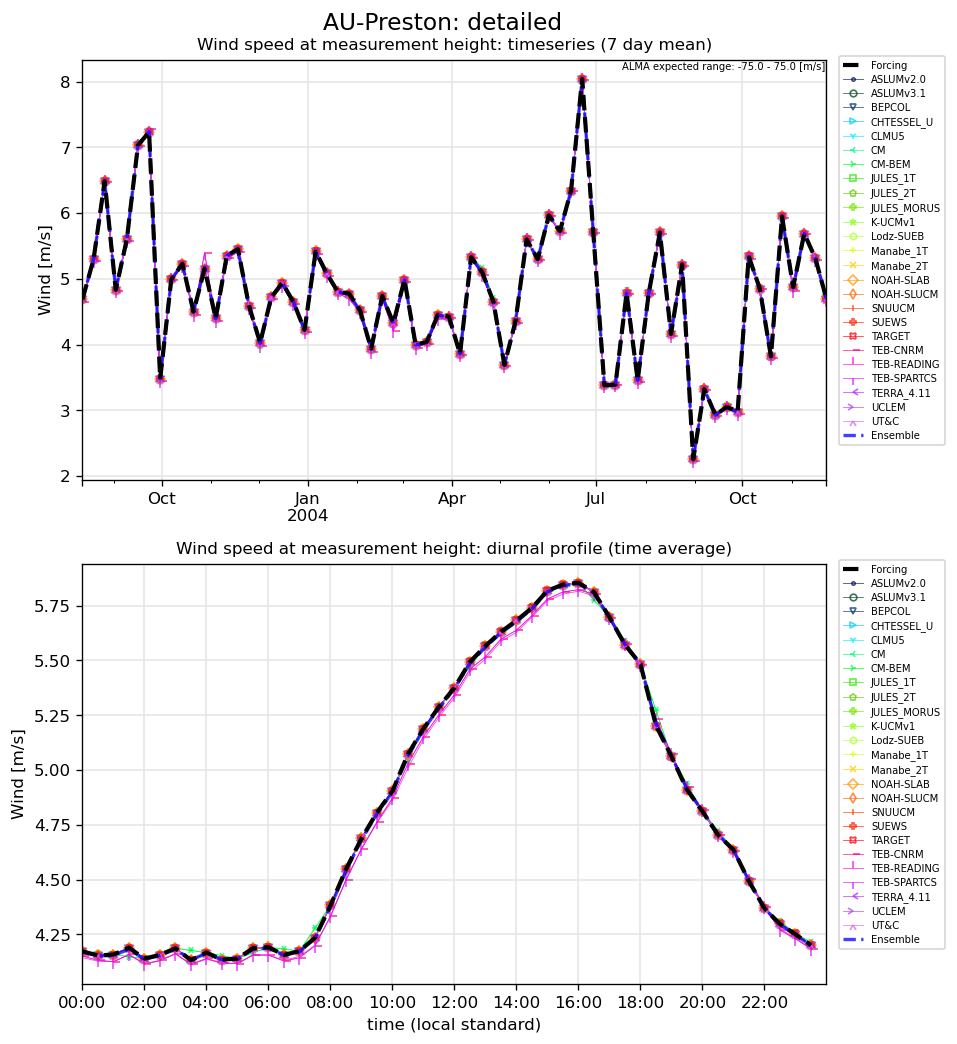 AU-Preston: detailed
Wind speed at measurement height: timeseries (7 day mean)
ALMA expected range: -75.0 - 75.0 [m/s]
Wind [m/s]
8
7
6
5
4
3
2
Oct
Jan
2004
Apr
Jul
Oct
Forcing
ASLUMv2.0
ASLUMv3.1
BEPCOL
CHTESSEL_U
CLMU5
CM
CM-BEM
JULES_1T
JULES_2T
JULES_MORUS
K-UCMv1
Lodz-SUEB
Manabe_1T
Manabe_2T
NOAH-SLAB
NOAH-SLUCM
SNUUCM
SUEWS
TARGET
TEB-CNRM
TEB-READING
TEB-SPARTCS
TERRA_4.11
UCLEM
UT&C
Ensemble
Wind speed at measurement height: diurnal profile (time average)
Wind [m/s]
5.75
5.50
5.25
5.00
4.75
4.50
4.25
00:00
02:00
04:00
06:00
08:00
10:00
12:00
14:00
16:00
18:00
20:00
22:00
time (local standard)
Forcing
ASLUMv2.0
ASLUMv3.1
BEPCOL
CHTESSEL_U
CLMU5
CM
CM-BEM
JULES_1T
JULES_2T
JULES_MORUS
K-UCMv1
Lodz-SUEB
Manabe_1T
Manabe_2T
NOAH-SLAB
NOAH-SLUCM
SNUUCM
SUEWS
TARGET
TEB-CNRM
TEB-READING
TEB-SPARTCS
TERRA_4.11
UCLEM
UT&C
Ensemble